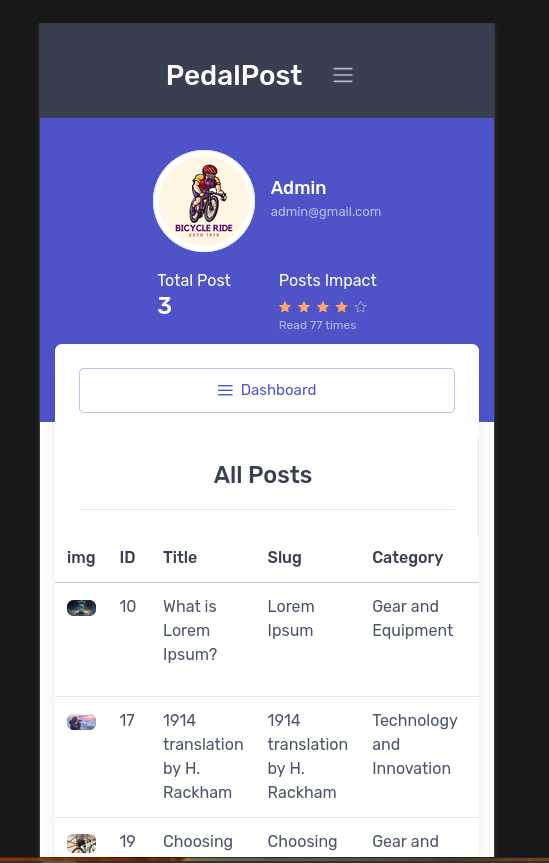 PedalPost
BICYCLE RIDE
ESTD 1974
Admin
admin@gmail.com
Total Post
3
Posts Impact
Read 77 times
Dashboard
All Posts
img ID Title Slug Category
10 What is Lorem Ipsum? Lorem Ipsum Gear and Equipment
17 1914 translation by H. Rackham 1914 translation by H. Rackham Technology and Innovation
19 Choosing Choosing Gear and